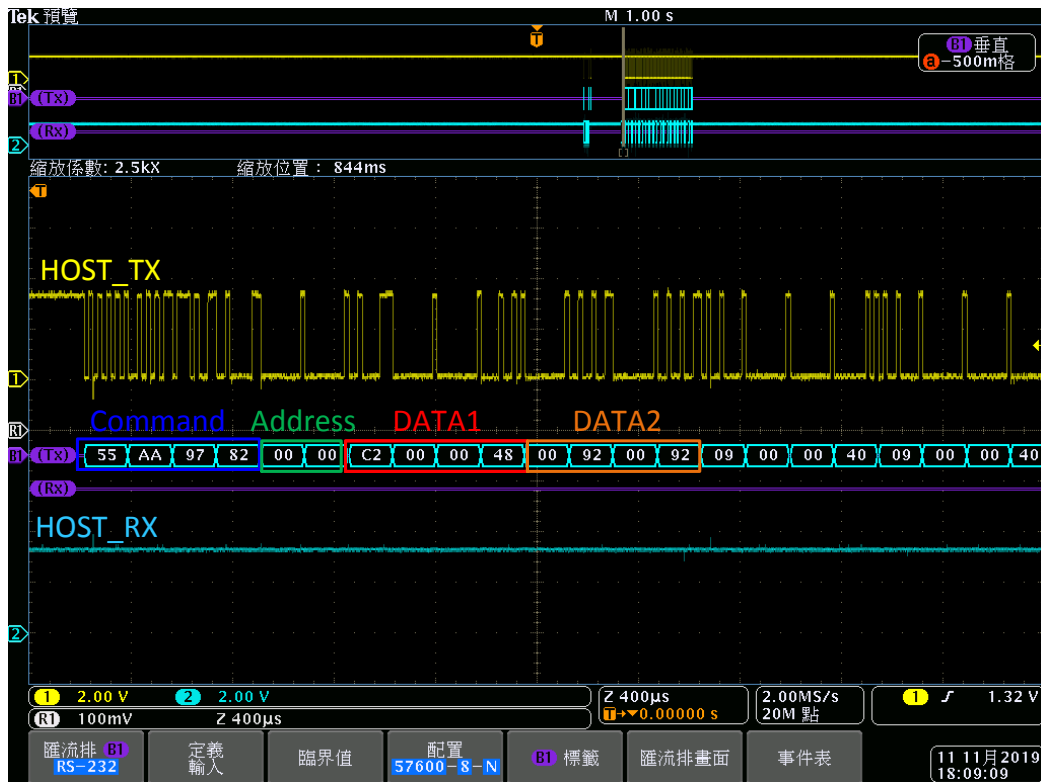 Tek 預覽 M 1.00 s
T
B1 垂直
a -500m格
1
B1 (Tx)
(Rx)
2
縮放係數: 2.5kX 縮放位置 : 844ms
T
HOST_TX
1
Command Address DATA1 DATA2
R1
B1 (Tx) 55 AA 97 82 00 00 C2 00 00 48 00 92 00 92 09 00 00 40 09 00 00 40
(Rx)
HOST_RX
2
1 2.00 V 2 2.00 V Z 400µs 2.00MS/s 1 1.32 V
R1 100mV Z 400µs T→▼0.00000 s 20M 點
匯流排 B1 定義 臨界值 配置 B1 標籤 匯流排畫面 事件表
RS-232 輸入 57600-8-N
11 11月 2019
18:09:09